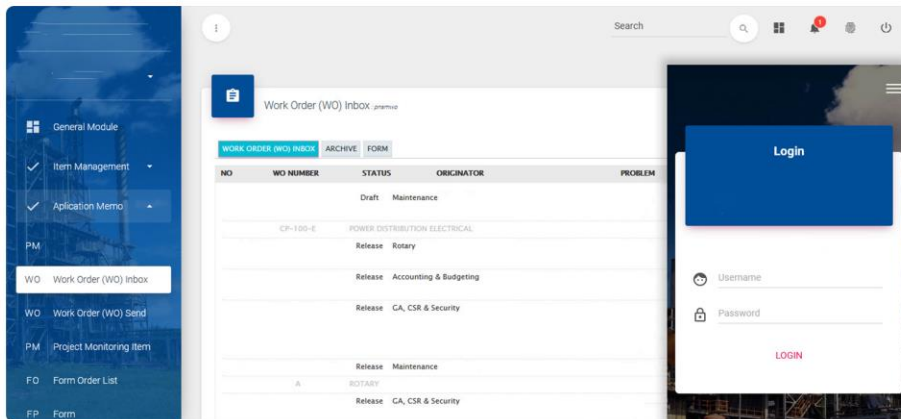 Search
1
General Module
Item Management
Aplication Memo
PM
WO Work Order (WO) Inbox
WO Work Order (WO) Send
PM Project Monitoring Item
FO Form Order List
FP Form
Work Order (WO) Inbox
WORK ORDER (WO) INBOX ARCHIVE FORM
NO WO NUMBER STATUS ORIGINATOR PROBLEM
Draft Maintenance
CP-100-E POWER DISTRIBUTION ELECTRICAL
Release Rotary
Release Accounting & Budgeting
Release GA, CSR & Security
Release Maintenance
A ROTARY
Release GA, CSR & Security
Login
Username
Password
LOGIN